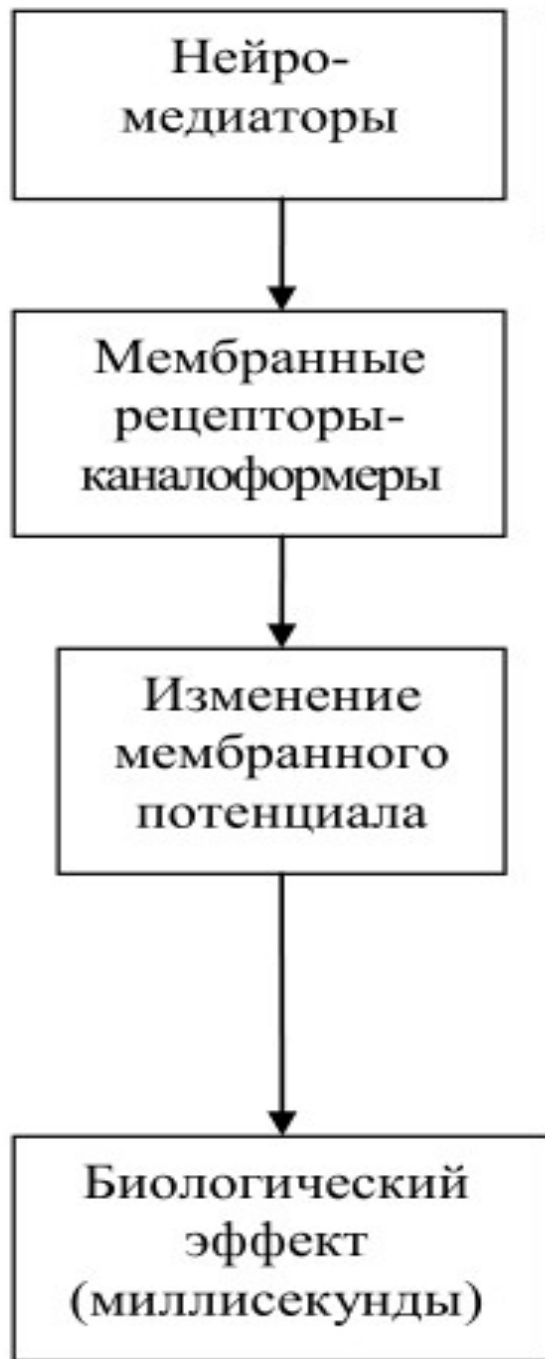 Нейро-
медиаторы
Мембранные
рецепторы-
каналоформеры
Изменение
мембранного
потенциала
Биологический
эффект
(миллисекунды)